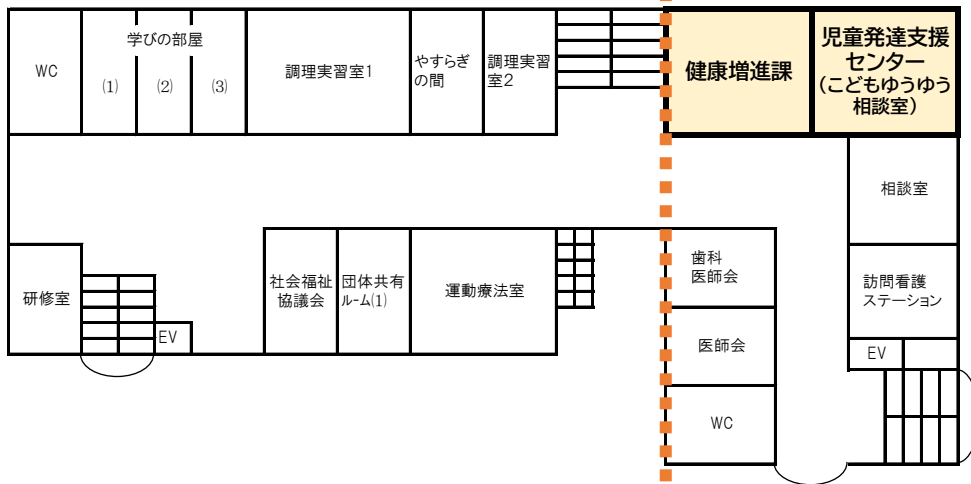 WC
学びの部屋
(1)
(2)
(3)
調理実習室1
やすらぎ
の間
調理実習
室2
健康増進課
児童発達支援
センター
(こどもゆうゆう
相談室)
相談室
研修室
EV
社会福祉
協議会
団体共有
ルーム(1)
運動療法室
歯科
医師会
訪問看護
ステーション
医師会
EV
WC